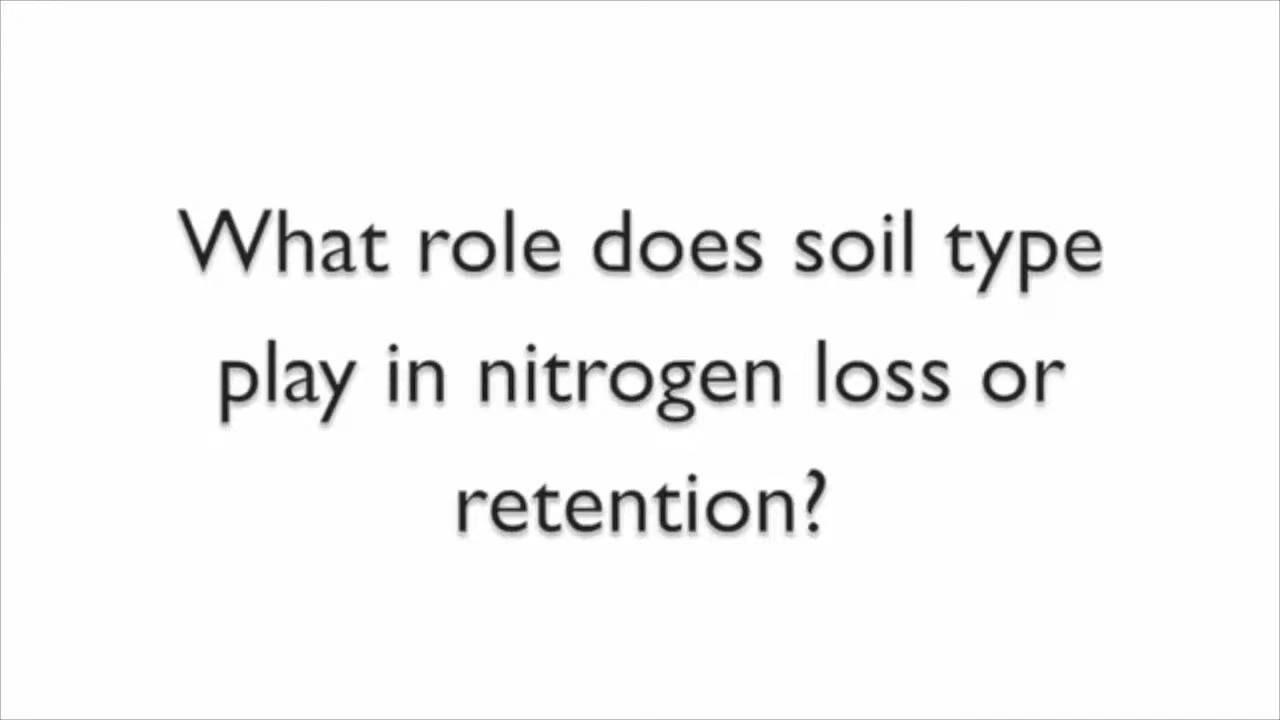 What role does soil type
play in nitrogen loss or
retention?